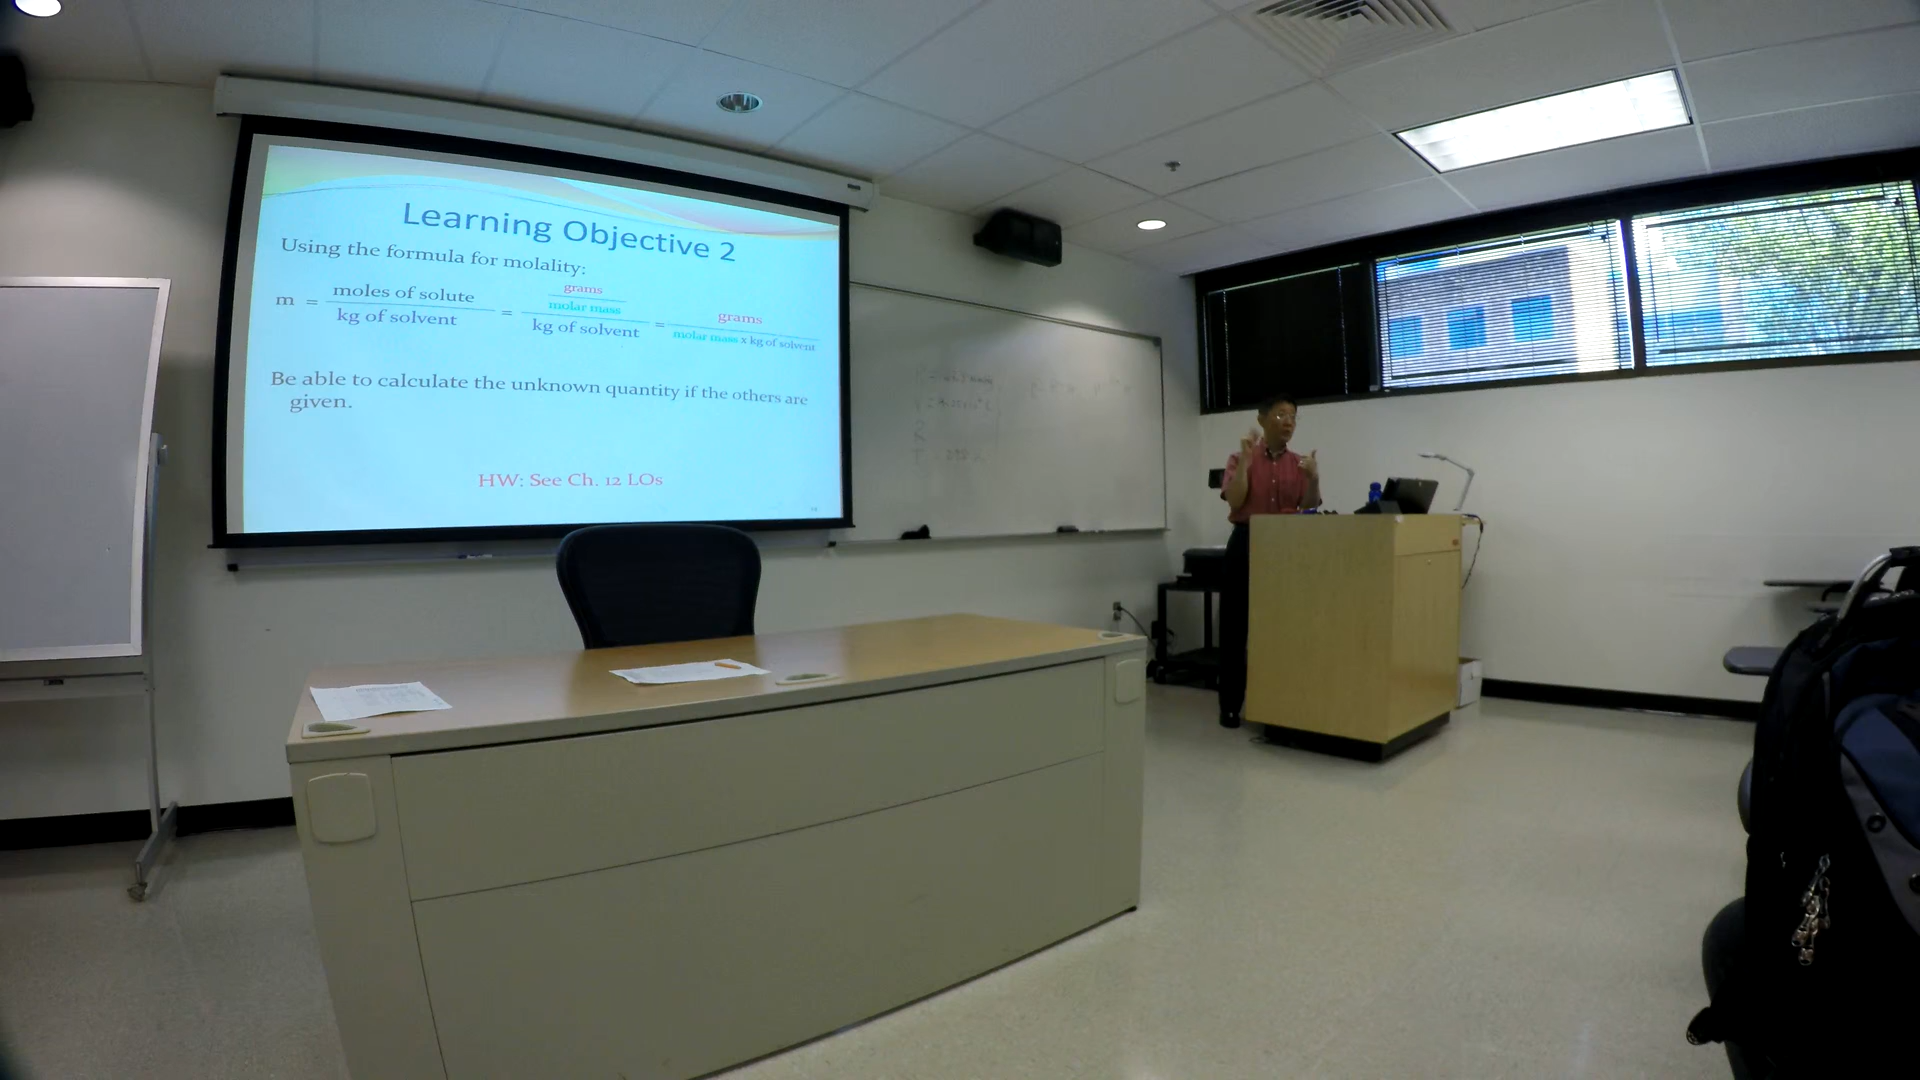 Learning Objective 2
Using the formula for molality:
m = moles of solute / kg of solvent = grams / molar mass / kg of solvent = grams / molar mass x kg of solvent
Be able to calculate the unknown quantity if the others are
given.
HW: See Ch. 12 LOs